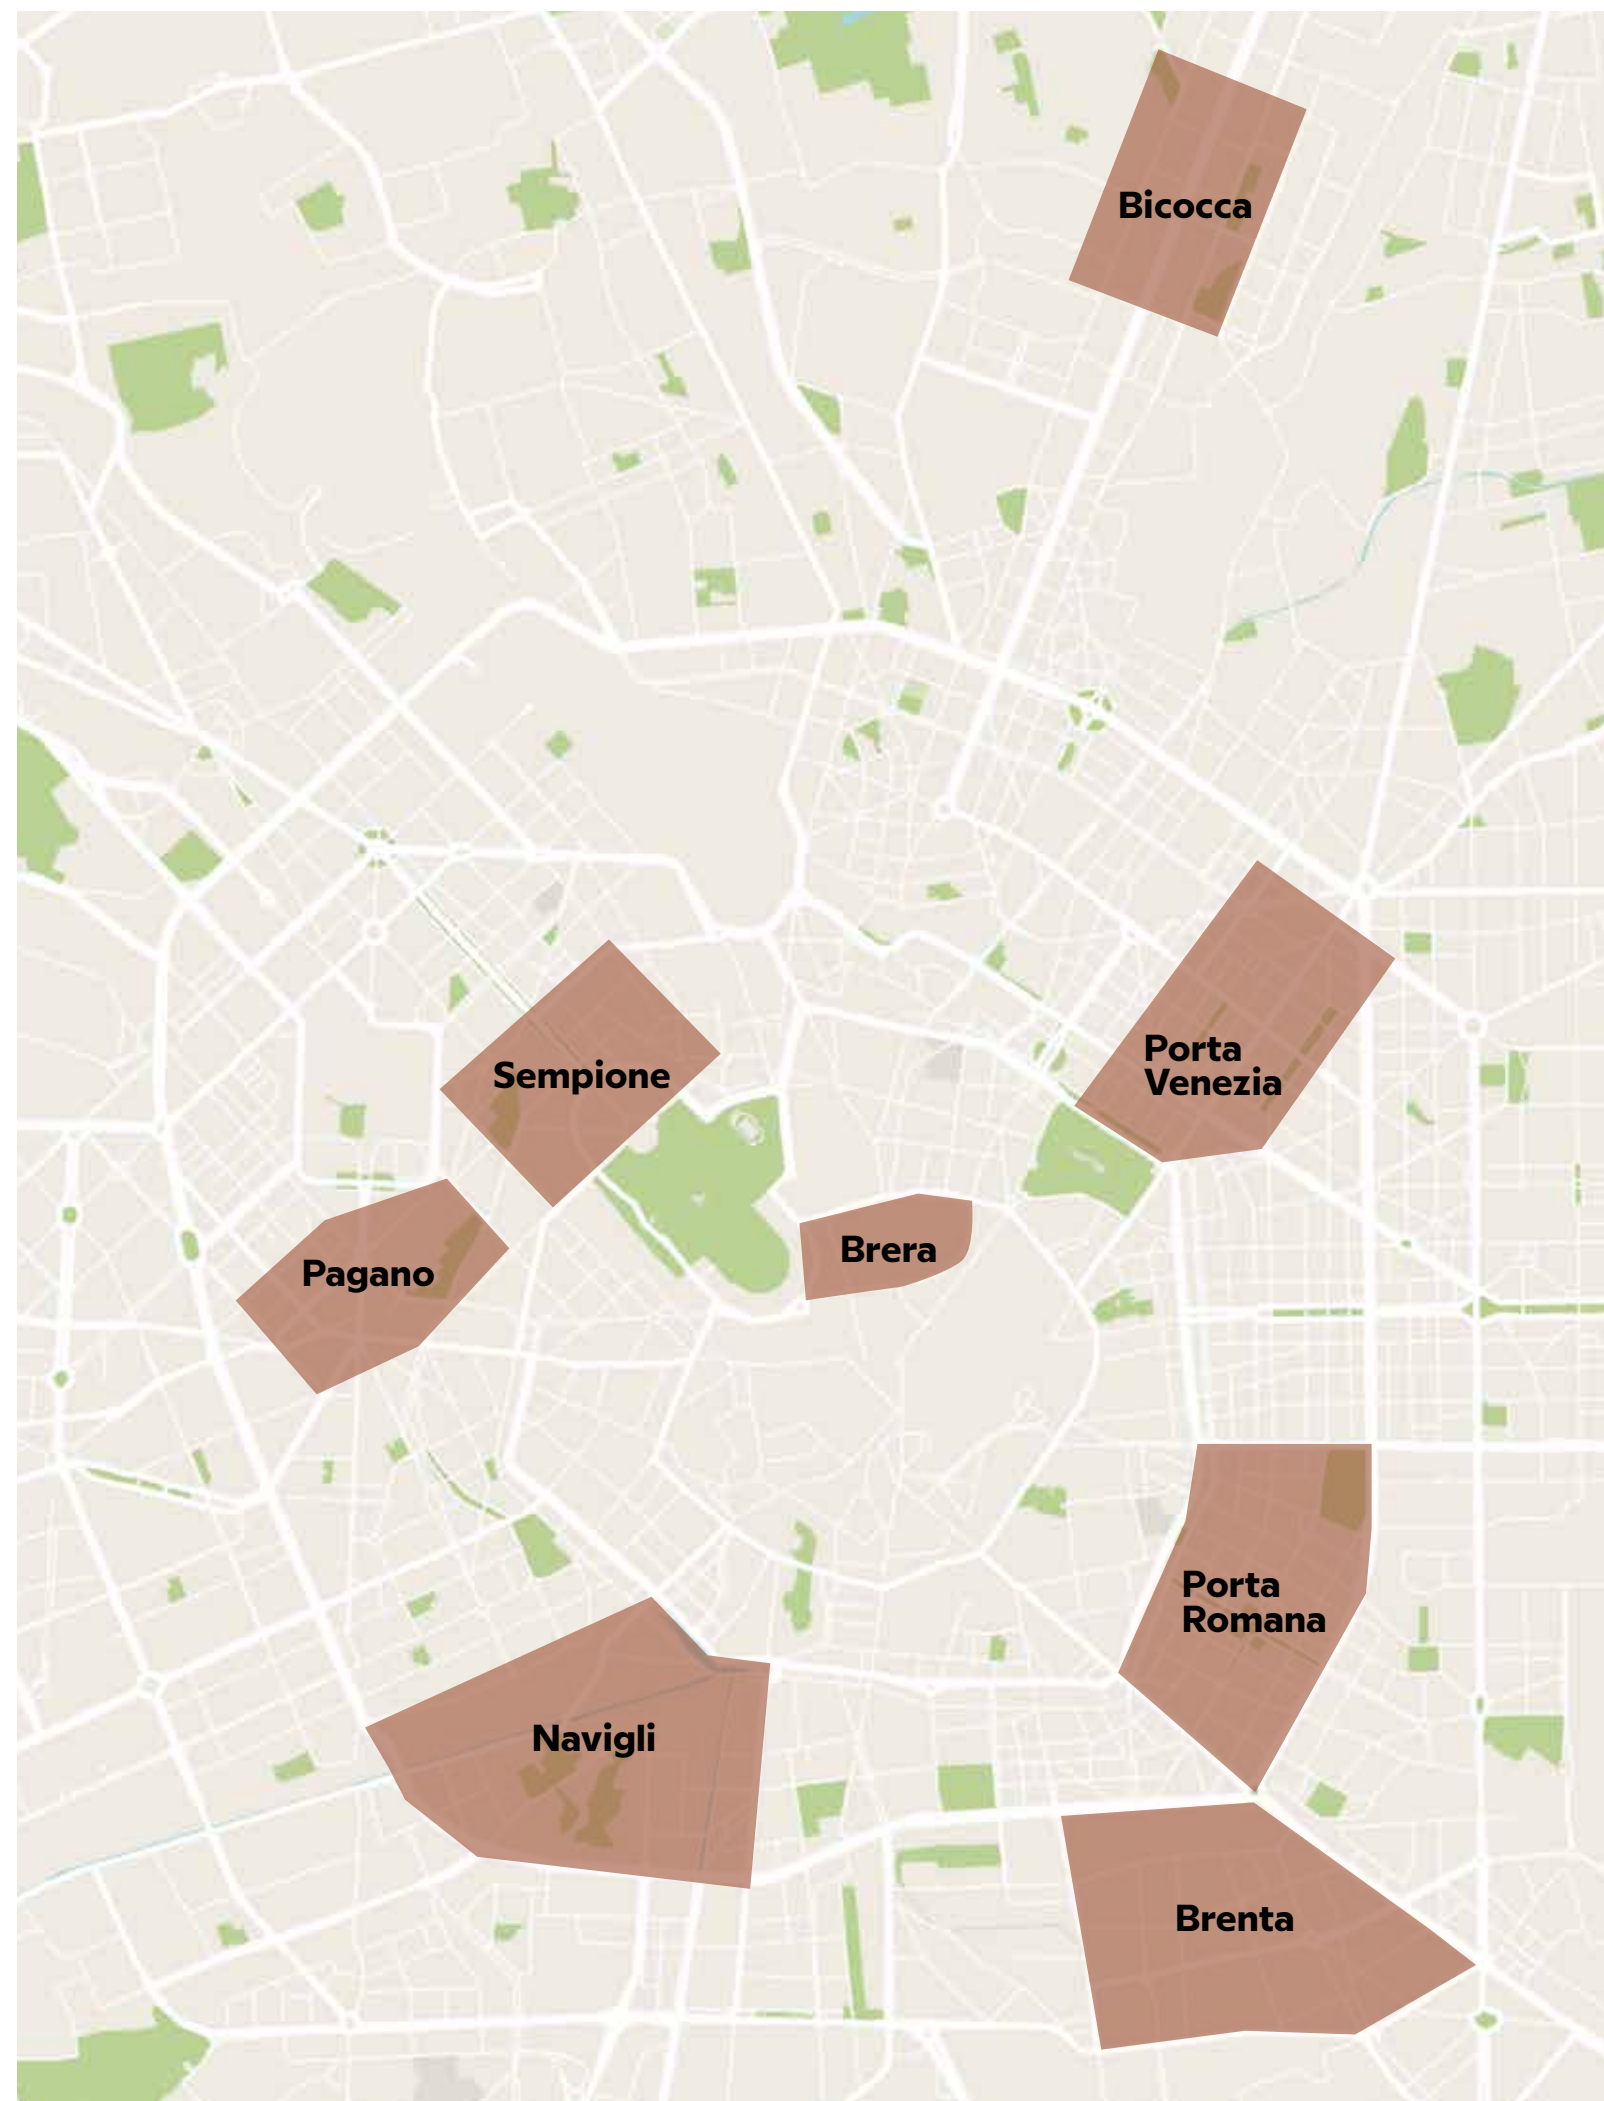 Bicocca
Porta
Venezia
Sempione
Brera
Pagano
Porta
Romana
Navigli
Brenta